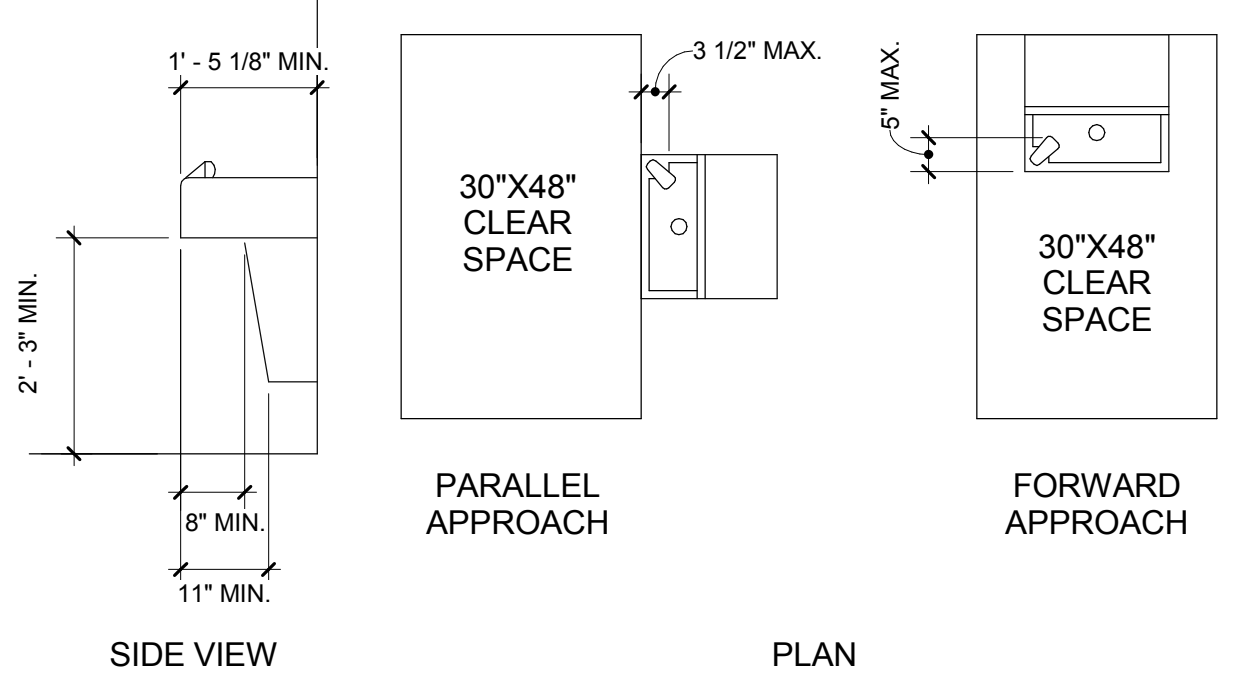 1' - 5 1/8" MIN.
2' - 3" MIN.
8" MIN.
11" MIN.
SIDE VIEW
3 1/2" MAX.
30"X48"
CLEAR
SPACE
PARALLEL
APPROACH
5" MAX.
30"X48"
CLEAR
SPACE
FORWARD
APPROACH
PLAN